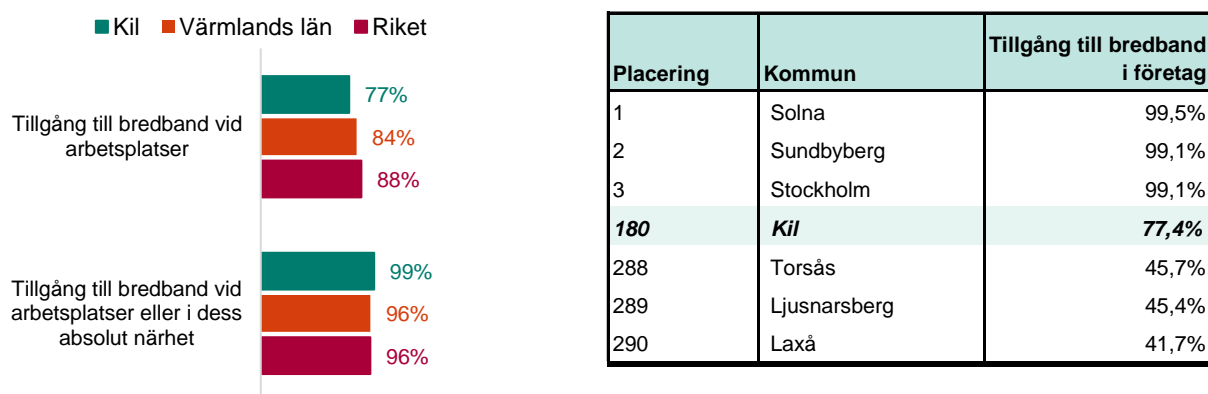 Kil Värmlands län Riket
Tillgång till bredband vid
arbetsplatser
77%
84%
88%
Tillgång till bredband vid
arbetsplatser eller i dess
absolut närhet
99%
96%
96%
Placering Kommun Tillgång till bredband
i företag
1 Solna 99,5%
2 Sundbyberg 99,1%
3 Stockholm 99,1%
180 Kil 77,4%
288 Torsås 45,7%
289 Ljusnarsberg 45,4%
290 Laxå 41,7%